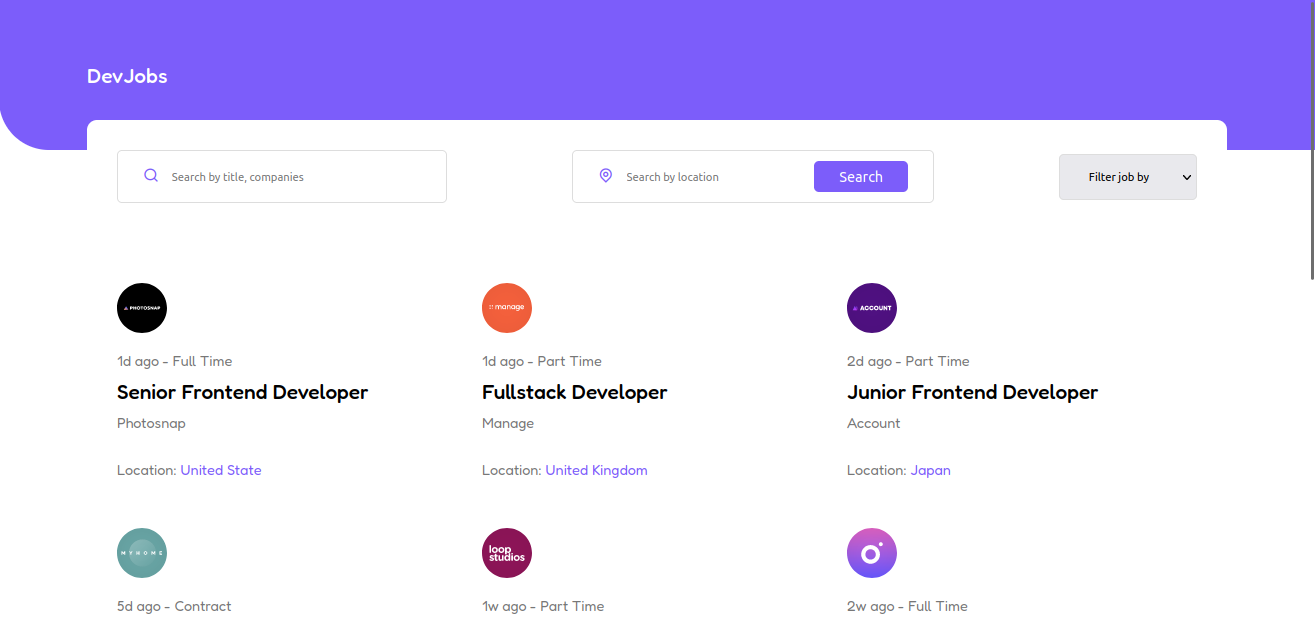 DevJobs
Search by title, companies
Search by location
Search
Filter job by
PHOTOSNAP
manage
ACCOUNT
1d ago - Full Time
1d ago - Part Time
2d ago - Part Time
Senior Frontend Developer
Fullstack Developer
Junior Frontend Developer
Photosnap
Manage
Account
Location: United State
Location: United Kingdom
Location: Japan
MYHOME
loop
studios
5d ago - Contract
1w ago - Part Time
2w ago - Full Time